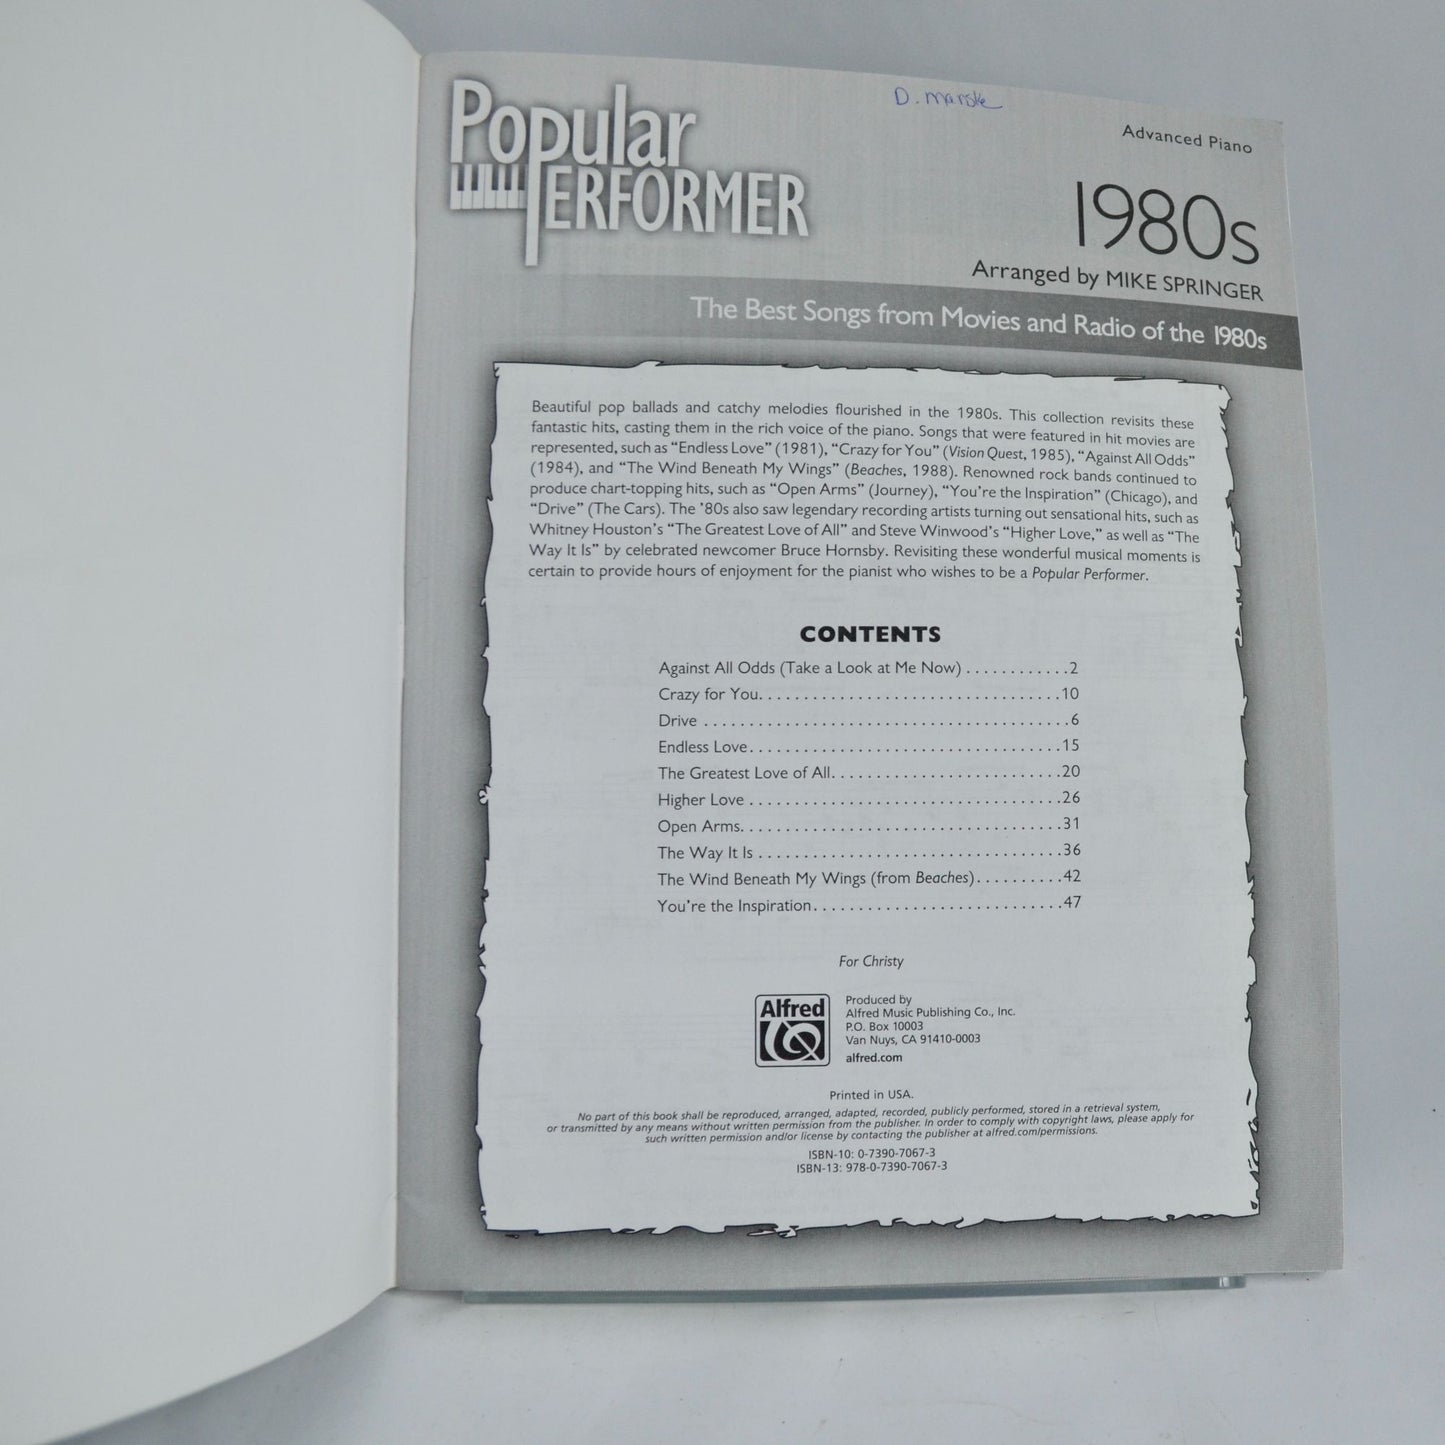 D. Marske
Popular
PERFORMER
Advanced Piano
1980s
Arranged by MIKE SPRINGER
The Best Songs from Movies and Radio of the 1980s
Beautiful pop ballads and catchy melodies flourished in the 1980s. This collection revisits these
fantastic hits, casting them in the rich voice of the piano. Songs that were featured in hit movies are
represented, such as “Endless Love” (1981), “Crazy for You” (Vision Quest, 1985), “Against All Odds”
(1984), and “The Wind Beneath My Wings” (Beaches, 1988). Renowned rock bands continued to
produce chart-topping hits, such as “Open Arms” (Journey), “You’re the Inspiration” (Chicago), and
“Drive” (The Cars). The ’80s also saw legendary recording artists turning out sensational hits, such as
Whitney Houston’s “The Greatest Love of All” and Steve Winwood’s “Higher Love,” as well as “The
Way It Is” by celebrated newcomer Bruce Hornsby. Revisiting these wonderful musical moments is
certain to provide hours of enjoyment for the pianist who wishes to be a Popular Performer.
CONTENTS
Against All Odds (Take a Look at Me Now) . . . . . . . . . . . .2
Crazy for You. . . . . . . . . . . . . . . . . . . . . . . . . . . . . . . . . .10
Drive . . . . . . . . . . . . . . . . . . . . . . . . . . . . . . . . . . . . . . . . .6
Endless Love. . . . . . . . . . . . . . . . . . . . . . . . . . . . . . . . . . .15
The Greatest Love of All. . . . . . . . . . . . . . . . . . . . . . . . . .20
Higher Love . . . . . . . . . . . . . . . . . . . . . . . . . . . . . . . . . . .26
Open Arms. . . . . . . . . . . . . . . . . . . . . . . . . . . . . . . . . . . .31
The Way It Is . . . . . . . . . . . . . . . . . . . . . . . . . . . . . . . . . .36
The Wind Beneath My Wings (from Beaches). . . . . . . . . .42
You’re the Inspiration. . . . . . . . . . . . . . . . . . . . . . . . . . . .47
For Christy
Alfred
Produced by
Alfred Music Publishing Co., Inc.
P.O. Box 10003
Van Nuys, CA 91410-0003
alfred.com
Printed in USA.
No part of this book shall be reproduced, arranged, adapted, recorded, publicly performed, stored in a retrieval system,
or transmitted by any means without written permission from the publisher. In order to comply with copyright laws, please apply for
such written permission and/or license by contacting the publisher at alfred.com/permissions.
ISBN-10: 0-7390-7067-3
ISBN-13: 978-0-7390-7067-3